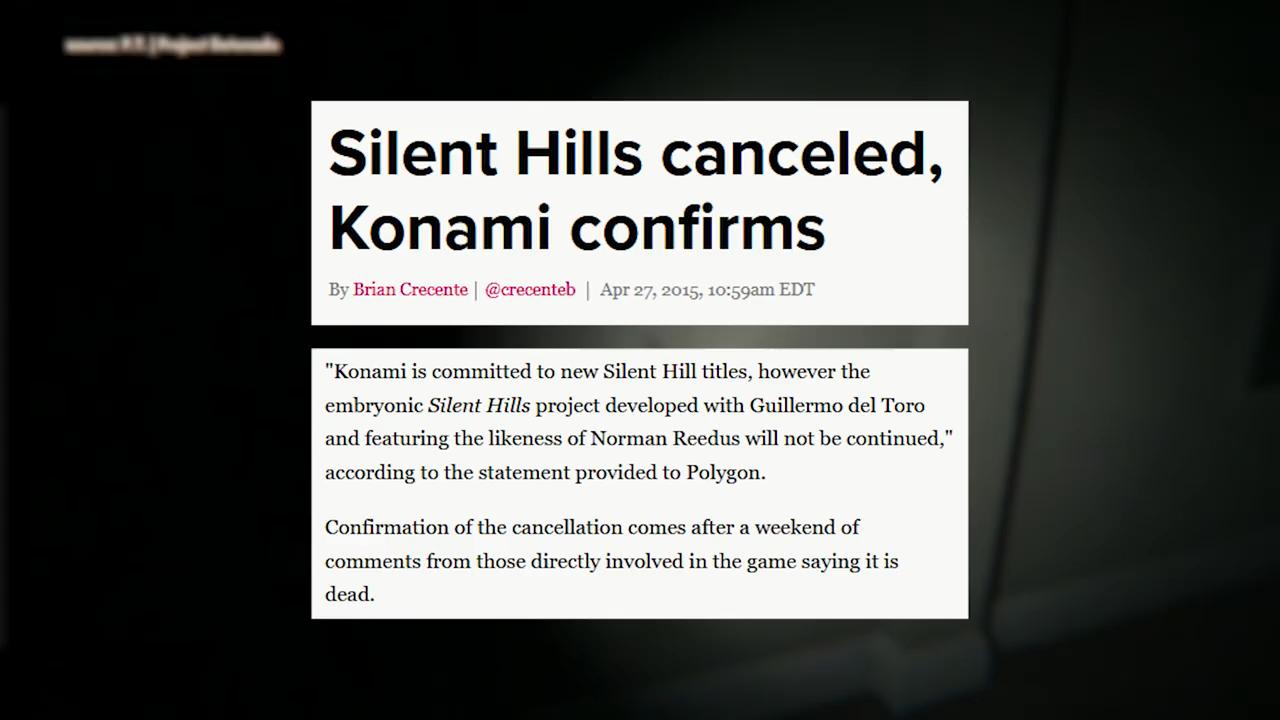 Silent Hills canceled,
Konami confirms
By Brian Crecente | @crecenteb | Apr 27, 2015, 10:59am EDT
"Konami is committed to new Silent Hill titles, however the
embryonic Silent Hills project developed with Guillermo del Toro
and featuring the likeness of Norman Reedus will not be continued,"
according to the statement provided to Polygon.
Confirmation of the cancellation comes after a weekend of
comments from those directly involved in the game saying it is
dead.